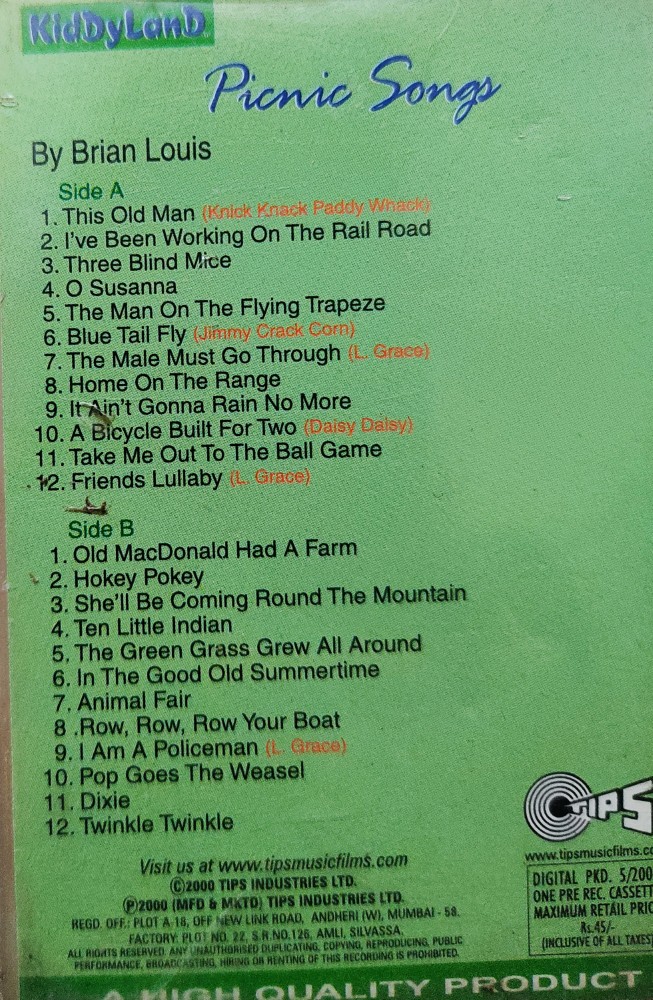 KidDyLanD
Picnic Songs
By Brian Louis
Side A
1. This Old Man (Knick Knack Paddy Whack)
2. I've Been Working On The Rail Road
3. Three Blind Mice
4. O Susanna
5. The Man On The Flying Trapeze
6. Blue Tail Fly (Jimmy Crack Corn)
7. The Male Must Go Through (L. Grace)
8. Home On The Range
9. It Ain't Gonna Rain No More
10. A Bicycle Built For Two (Daisy Daisy)
11. Take Me Out To The Ball Game
12. Friends Lullaby (L. Grace)
Side B
1. Old MacDonald Had A Farm
2. Hokey Pokey
3. She'll Be Coming Round The Mountain
4. Ten Little Indian
5. The Green Grass Grew All Around
6. In The Good Old Summertime
7. Animal Fair
8 .Row, Row, Row Your Boat
9. I Am A Policeman (L. Grace)
10. Pop Goes The Weasel
11. Dixie
12. Twinkle Twinkle
TIPS
www.tipsmusicfilms.co
Visit us at www.tipsmusicfilms.com
©2000 TIPS INDUSTRIES LTD.
℗2000 (MFD & MKTD) TIPS INDUSTRIES LTD.
REGD. OFF.: PLOT A-18, OFF NEW LINK ROAD, ANDHERI (W), MUMBAI - 58.
FACTORY: PLOT NO. 22, S.R.NO.126, AMLI, SILVASSA.
ALL RIGHTS RESERVED. ANY UNAUTHORISED DUPLICATING, COPYING, REPRODUCING, PUBLIC
PERFORMANCE, BROADCASTING, HIRING OR RENTING OF THIS RECORDING IS PROHIBITED.
DIGITAL PKD. 5/200
ONE PRE REC. CASSETT
MAXIMUM RETAIL PRIC
Rs.45/-
(INCLUSIVE OF ALL TAXES
A HIGH QUALITY PRODUCT